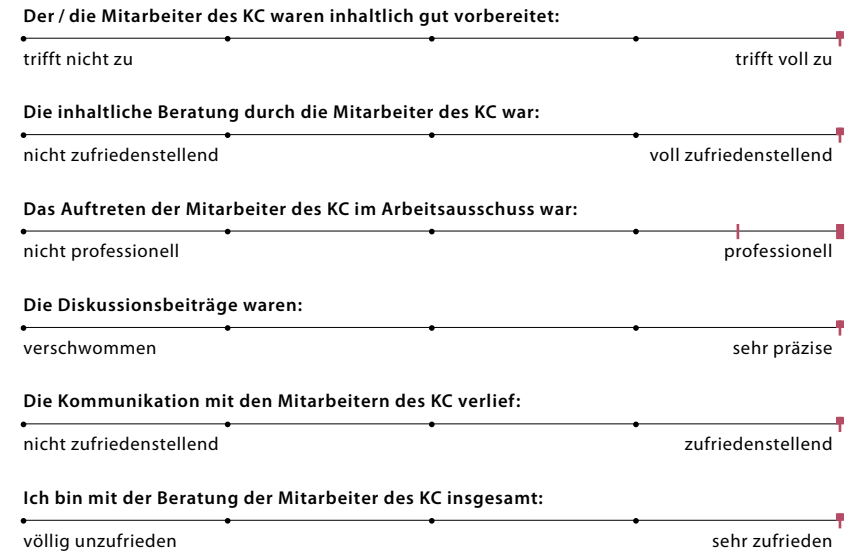 Der / die Mitarbeiter des KC waren inhaltlich gut vorbereitet:
trifft nicht zu trifft voll zu
Die inhaltliche Beratung durch die Mitarbeiter des KC war:
nicht zufriedenstellend voll zufriedenstellend
Das Auftreten der Mitarbeiter des KC im Arbeitsausschuss war:
nicht professionell professionell
Die Diskussionsbeiträge waren:
verschwommen sehr präzise
Die Kommunikation mit den Mitarbeitern des KC verlief:
nicht zufriedenstellend zufriedenstellend
Ich bin mit der Beratung der Mitarbeiter des KC insgesamt:
völlig unzufrieden sehr zufrieden